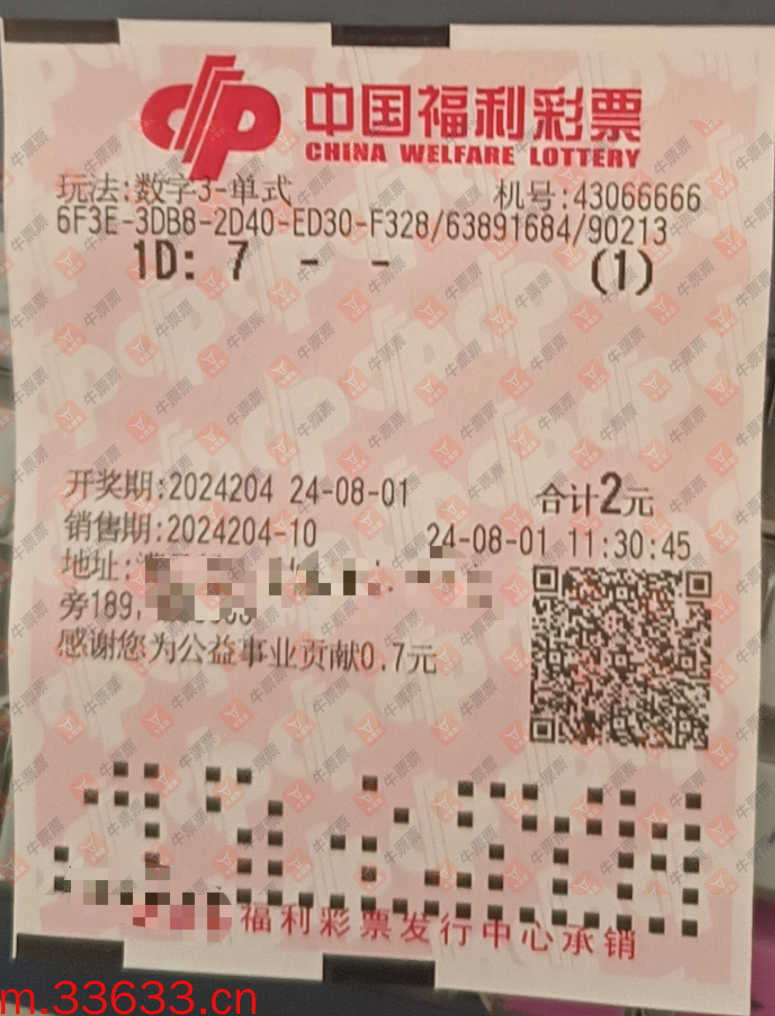 中国福利彩票
CHINA WELFARE LOTTERY
玩法:数字3-单式 机号:43066666
6F3E-3DB8-2D40-ED30-F328/63891684/90213
1D: 7 - - (1)
开奖期:2024204 24-08-01 合计2元
销售期:2024204-10 24-08-01 11:30:45
地址:
旁189,
感谢您为公益事业贡献0.7元
福利彩票发行中心承销
m.33633.cn
牛票票